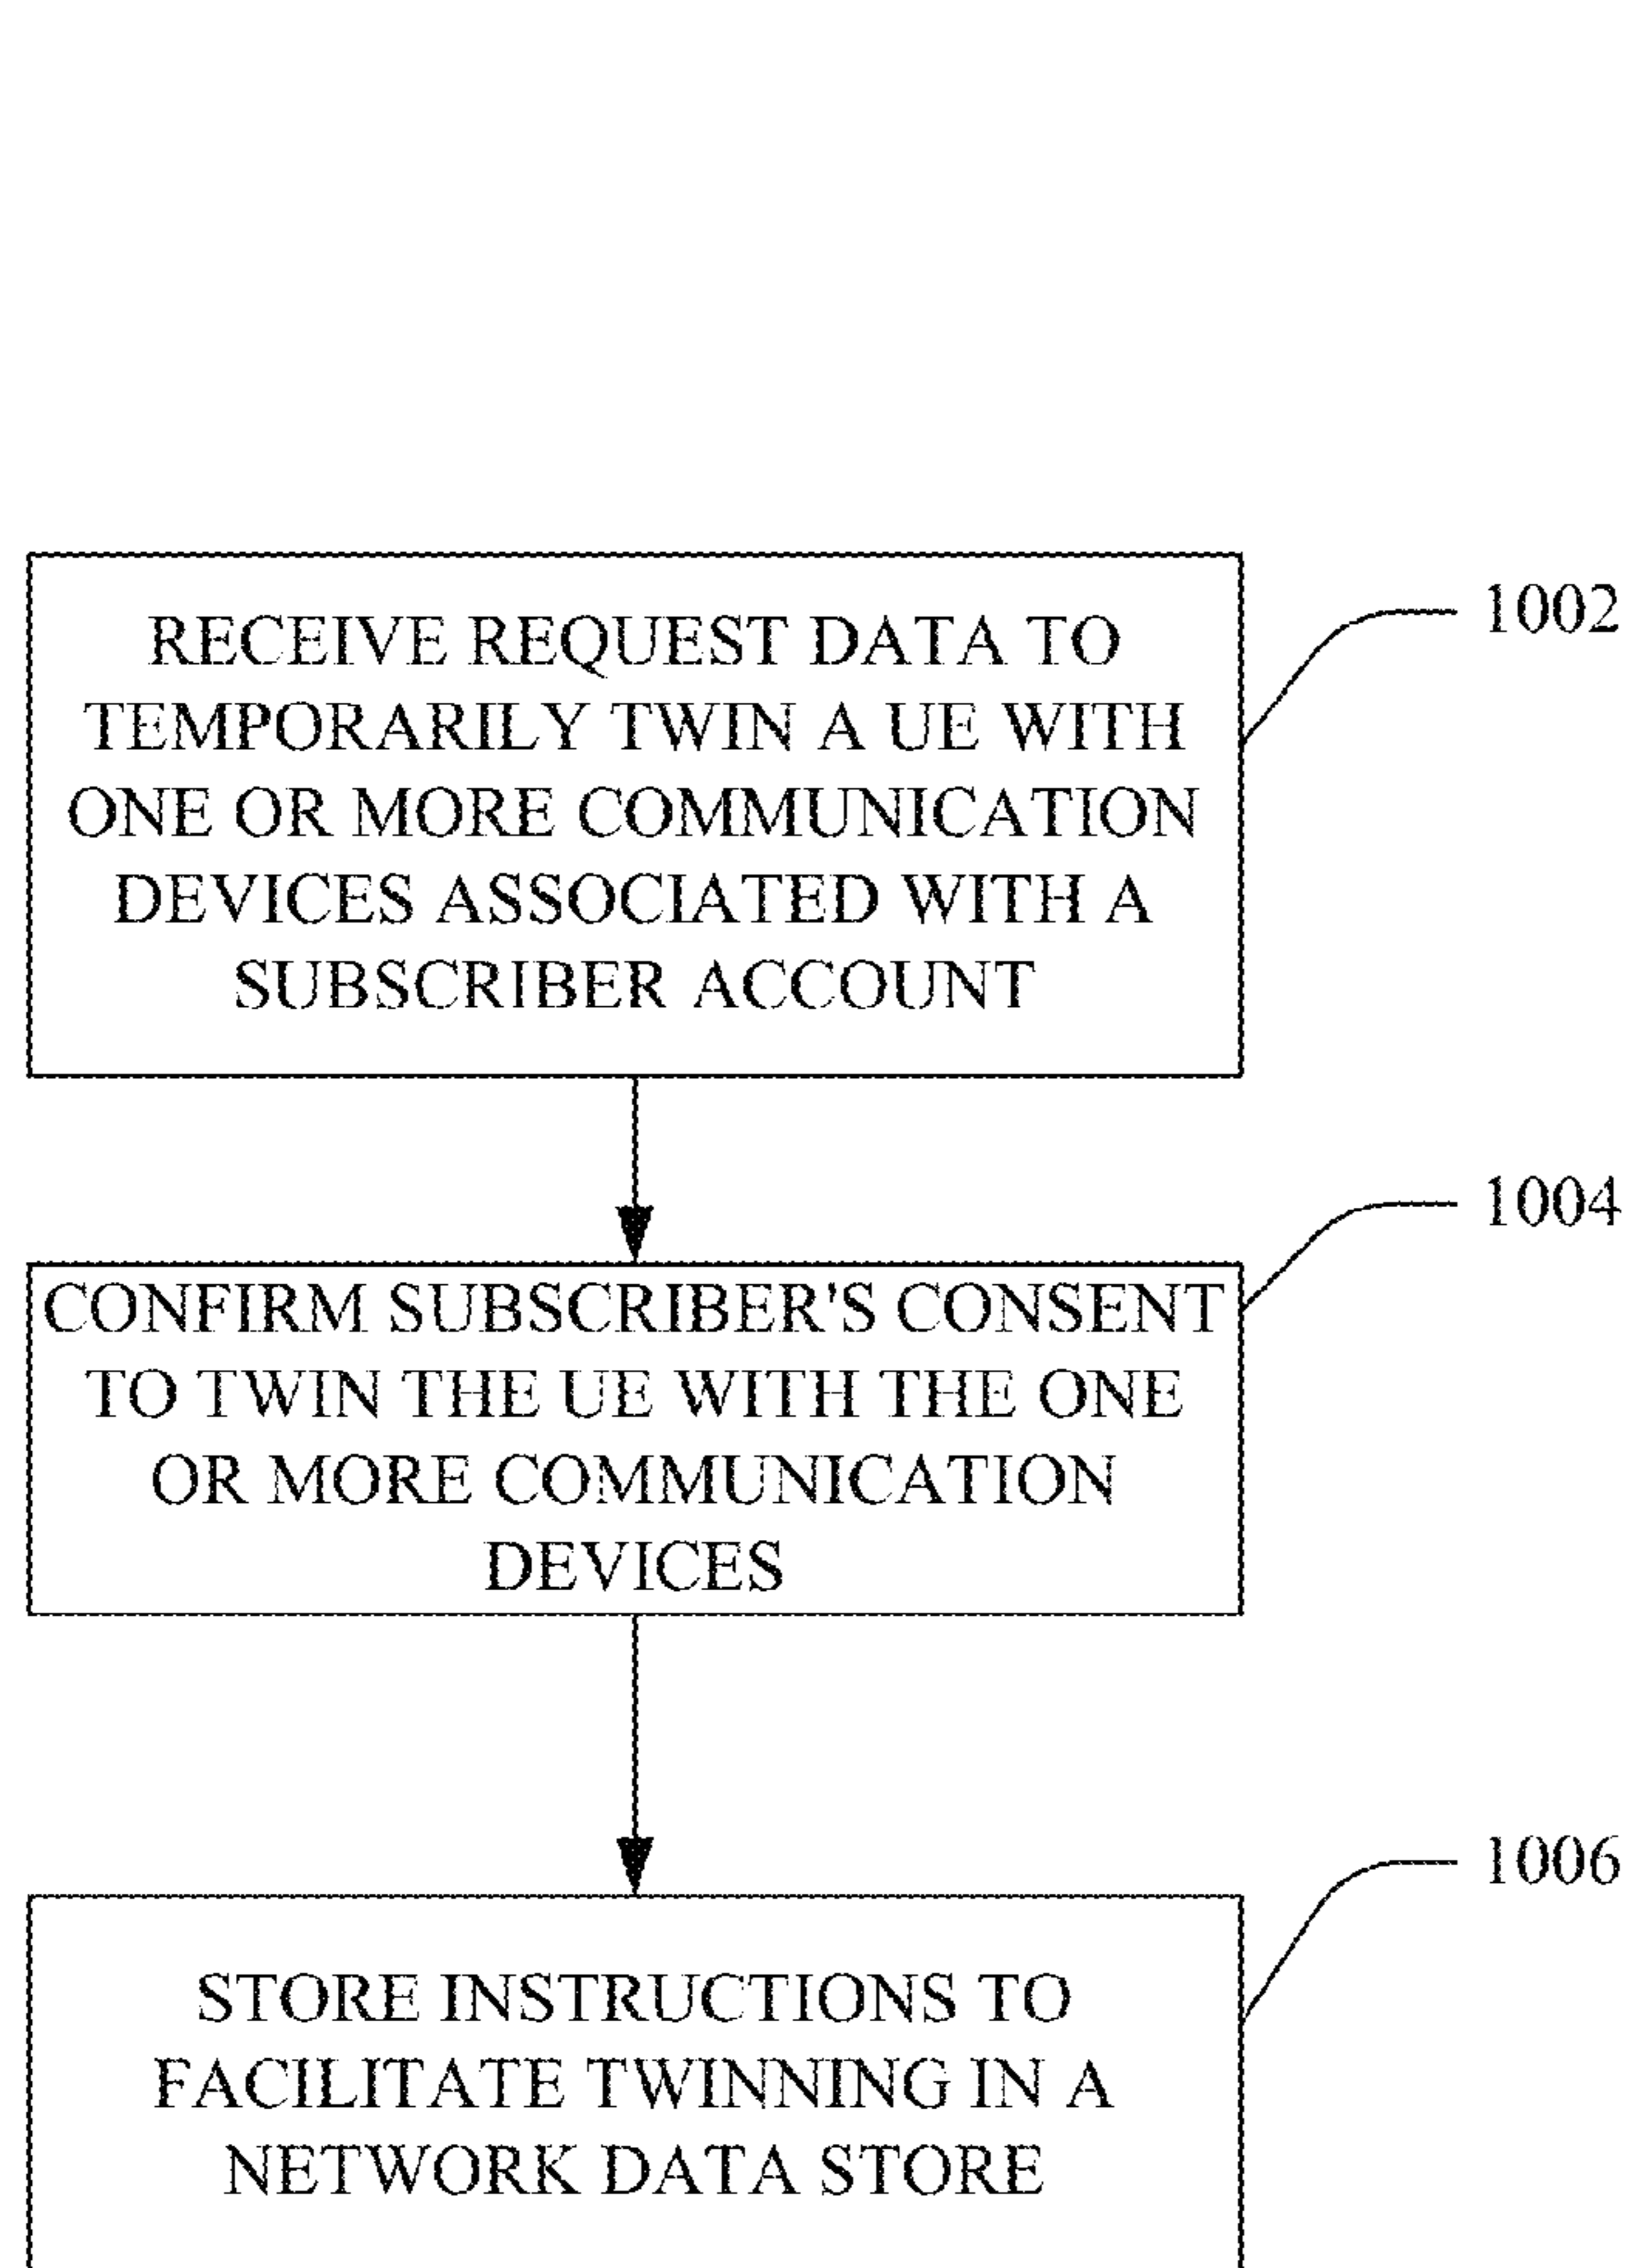 RECEIVE REQUEST DATA TO
TEMPORARILY TWIN A UE WITH
ONE OR MORE COMMUNICATION
DEVICES ASSOCIATED WITH A
SUBSCRIBER ACCOUNT
1002
CONFIRM SUBSCRIBER'S CONSENT
TO TWIN THE UE WITH THE ONE
OR MORE COMMUNICATION
DEVICES
1004
STORE INSTRUCTIONS TO
FACILITATE TWINNING IN A
NETWORK DATA STORE
1006